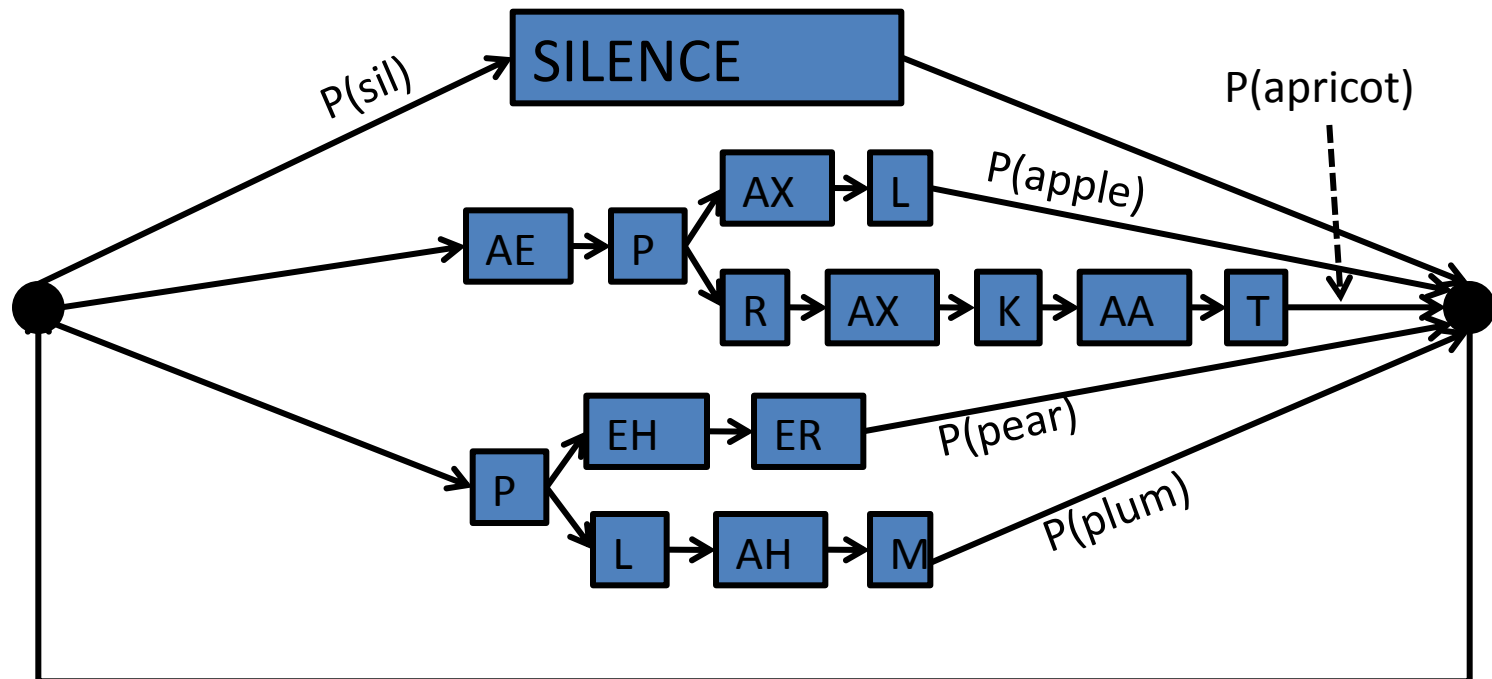 P(sil)
SILENCE
P(apricot)
AX L P(apple)
AE P
R AX K AA T
EH ER P(pear)
P
L AH M P(plum)